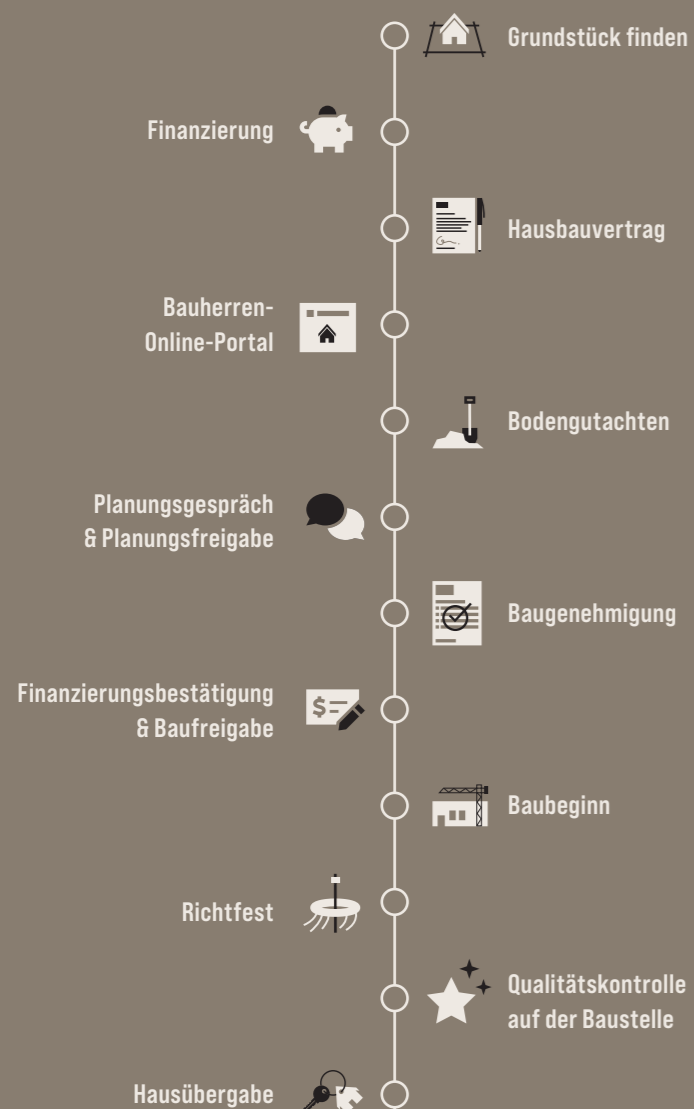 Grundstück finden
Finanzierung
Hausbauvertrag
Bauherren-
Online-Portal
Bodengutachten
Planungsgespräch
& Planungsfreigabe
Baugenehmigung
Finanzierungsbestätigung
& Baufreigabe
$
Baubeginn
Richtfest
Qualitätskontrolle
auf der Baustelle
Hausübergabe